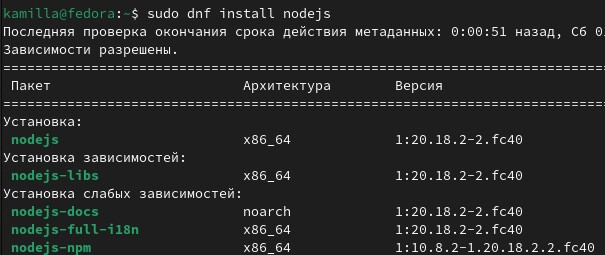 kamilla@fedora:~$ sudo dnf install nodejs
Последняя проверка окончания срока действия метаданных: 0:00:51 назад, Сб 0
Зависимости разрешены.
================================================================================
Пакет Архитектура Версия
================================================================================
Установка:
nodejs x86_64 1:20.18.2-2.fc40
Установка зависимостей:
nodejs-libs x86_64 1:20.18.2-2.fc40
Установка слабых зависимостей:
nodejs-docs noarch 1:20.18.2-2.fc40
nodejs-full-i18n x86_64 1:20.18.2-2.fc40
nodejs-npm x86_64 1:10.8.2-1.20.18.2.2.fc40